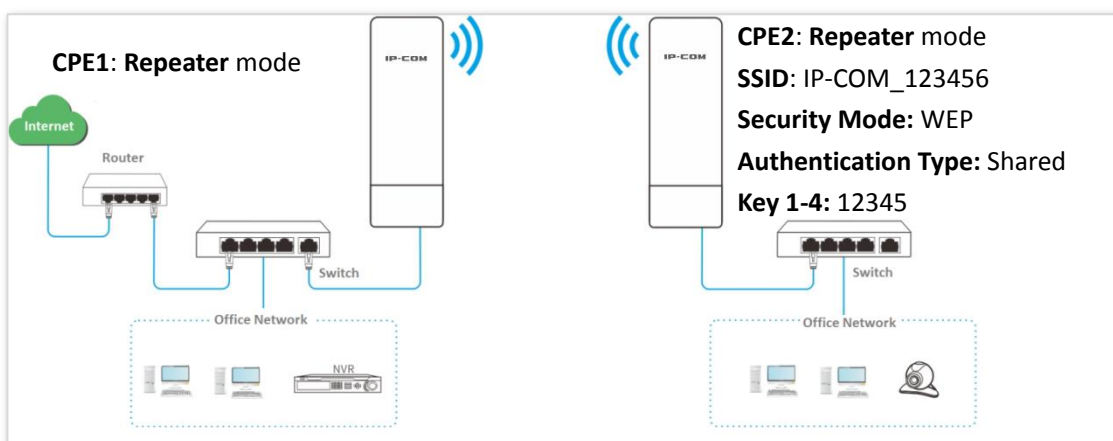 CPE1: Repeater mode
IP-COM
IP-COM
CPE2: Repeater mode
SSID: IP-COM_123456
Security Mode: WEP
Authentication Type: Shared
Key 1-4: 12345
Internet
Router
Switch
Switch
Office Network
Office Network
NVR